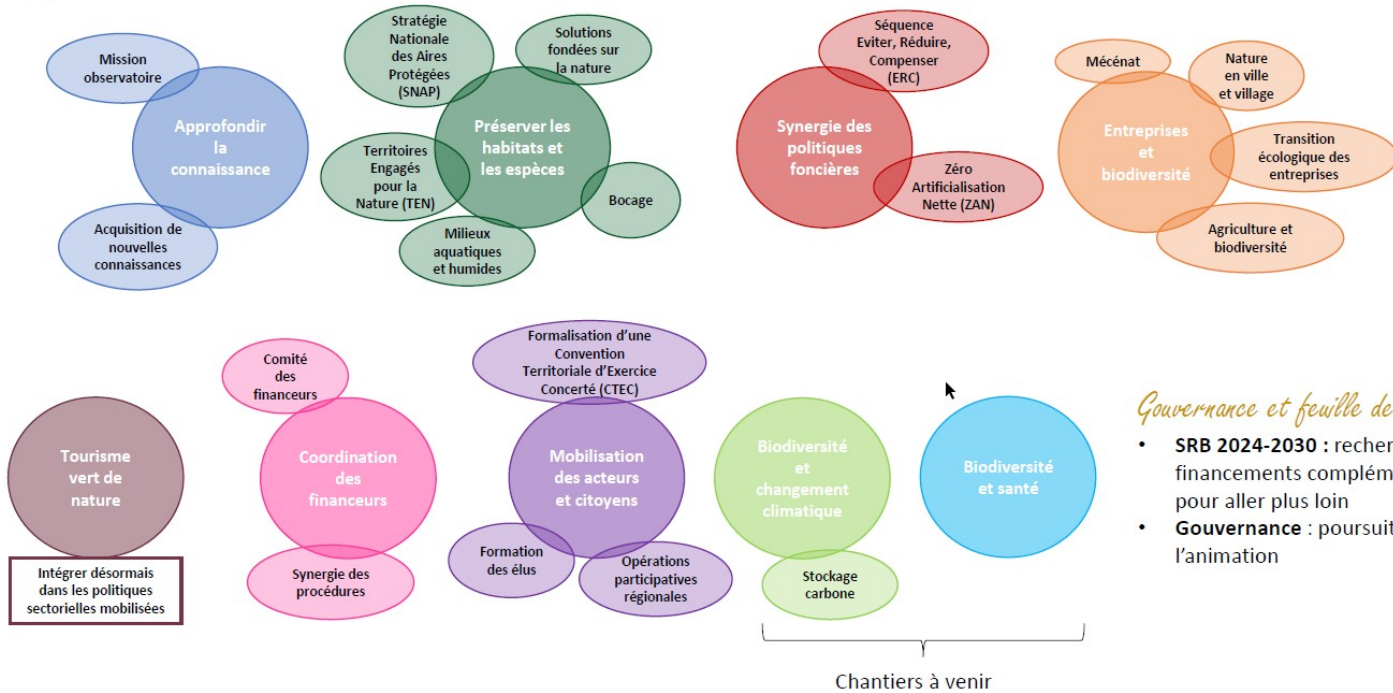 Mission
observatoire
Approfondir
la
connaissance
Acquisition de
nouvelles
connaissances
Stratégie
Nationale
des Aires
Protégées
(SNAP)
Solutions
fondées sur
la nature
Préserver les
habitats et
les espèces
Territoires
Engagés
pour la
Nature (TEN)
Bocage
Milieux
aquatiques
et humides
Séquence
Eviter, Réduire,
Compenser
(ERC)
Synergie des
politiques
foncières
Zéro
Artificialisation
Nette (ZAN)
Mécénat
Nature
en ville
et village
Entreprises
et
biodiversité
Transition
écologique des
entreprises
Agriculture et
biodiversité
Tourisme
vert de
nature
Intégrer désormais
dans les politiques
sectorielles mobilisées
Comité
des
financeurs
Coordination
des
financeurs
Synergie des
procédures
Formalisation d'une
Convention
Territoriale d'Exercice
Concerté (CTEC)
Mobilisation
des acteurs
et citoyens
Formation
des élus
Opérations
participatives
régionales
Biodiversité
et
changement
climatique
Stockage
carbone
Biodiversité
et santé
Chantiers à venir
Gouvernance et feuille de
• SRB 2024-2030 : recher
financements complém
pour aller plus loin
• Gouvernance : poursuit
l'animation